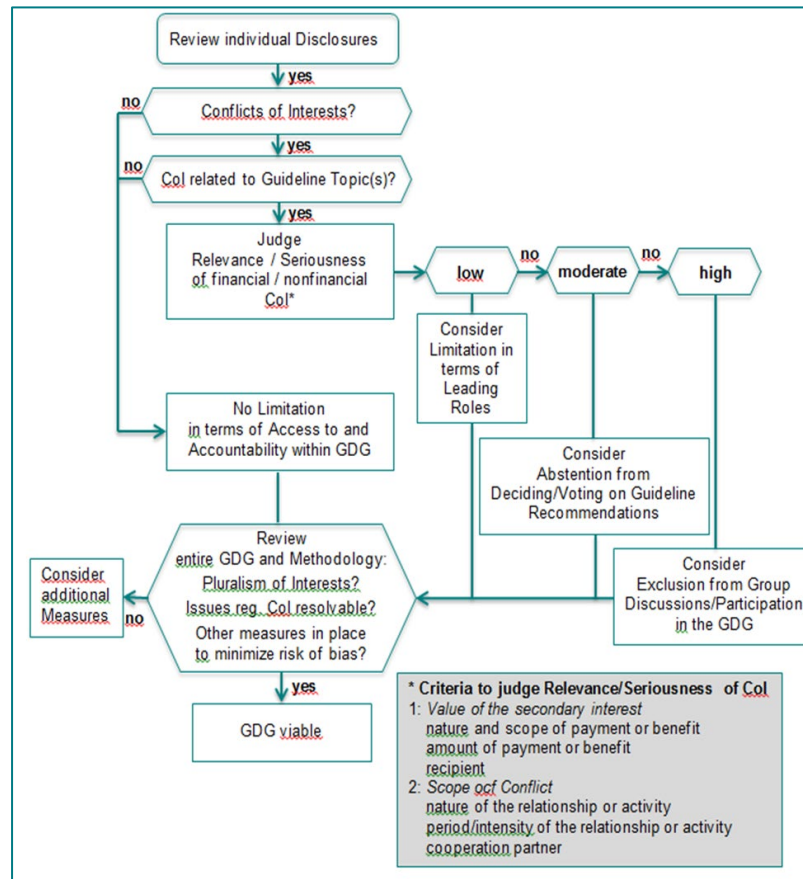 Review individual Disclosures
yes
no
Conflicts of Interests?
yes
no
CoI related to Guideline Topic(s)?
yes
Judge
Relevance / Seriousness
of financial / nonfinancial
CoI*
low
no
moderate
no
high
Consider
Limitation in
terms of
Leading
Roles
No Limitation
in terms of Access to and
Accountability within GDG
Consider
Abstention from
Deciding/Voting on Guideline
Recommendations
Consider
Exclusion from Group
Discussions/Participation
in the GDG
Review
entire GDG and Methodology:
Pluralism of Interests?
Issues reg. CoI resolvable?
Other measures in place
to minimize risk of bias?
no
Consider
additional
Measures
yes
GDG viable
* Criteria to judge Relevance/Seriousness of CoI
1: Value of the secondary interest
nature and scope of payment or benefit
amount of payment or benefit
recipient
2: Scope ocf Conflict
nature of the relationship or activity
period/intensity of the relationship or activity
cooperation partner